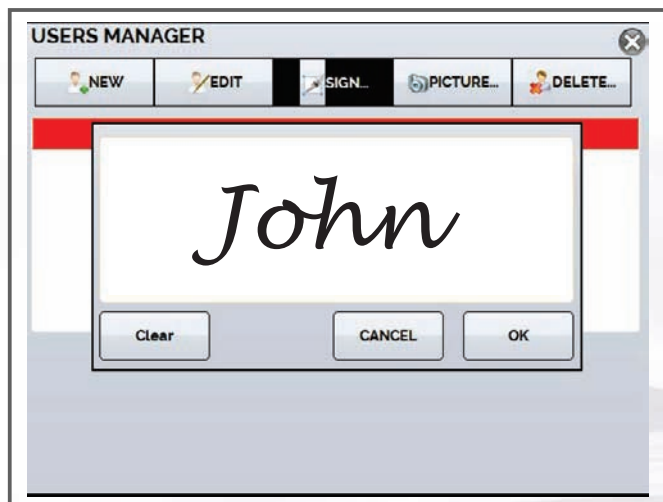 USERS MANAGER
NEW EDIT SIGN... PICTURE... DELETE...
John
Clear CANCEL OK